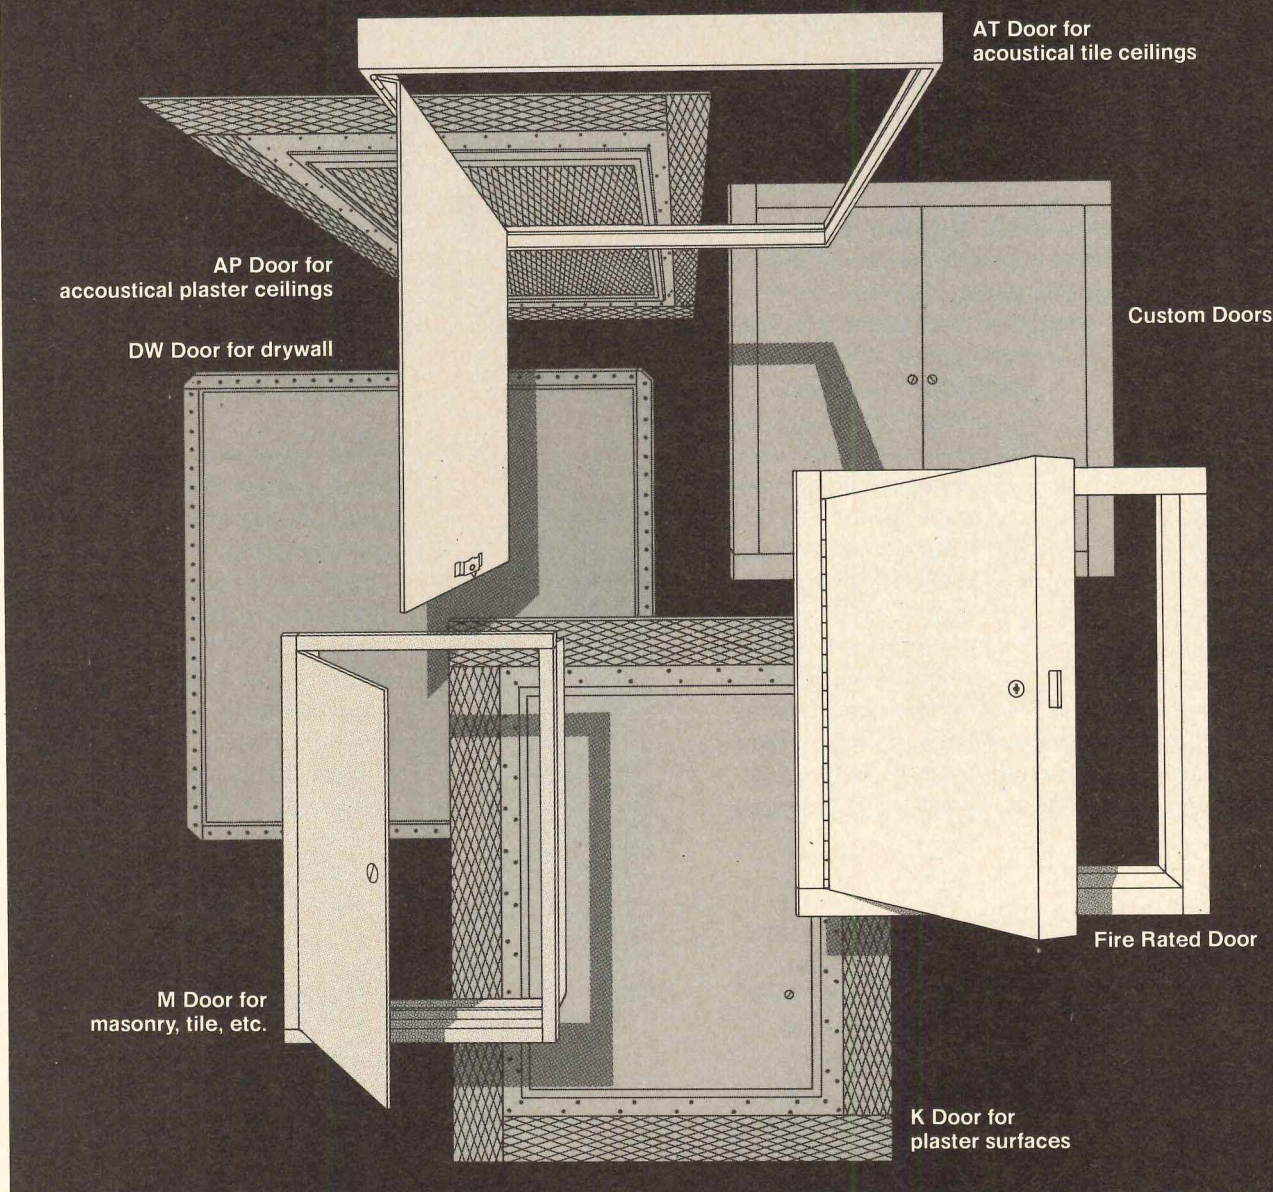 AT Door for
acoustical tile ceilings
AP Door for
accoustical plaster ceilings
Custom Doors
DW Door for drywall
Fire Rated Door
M Door for
masonry, tile, etc.
K Door for
plaster surfaces